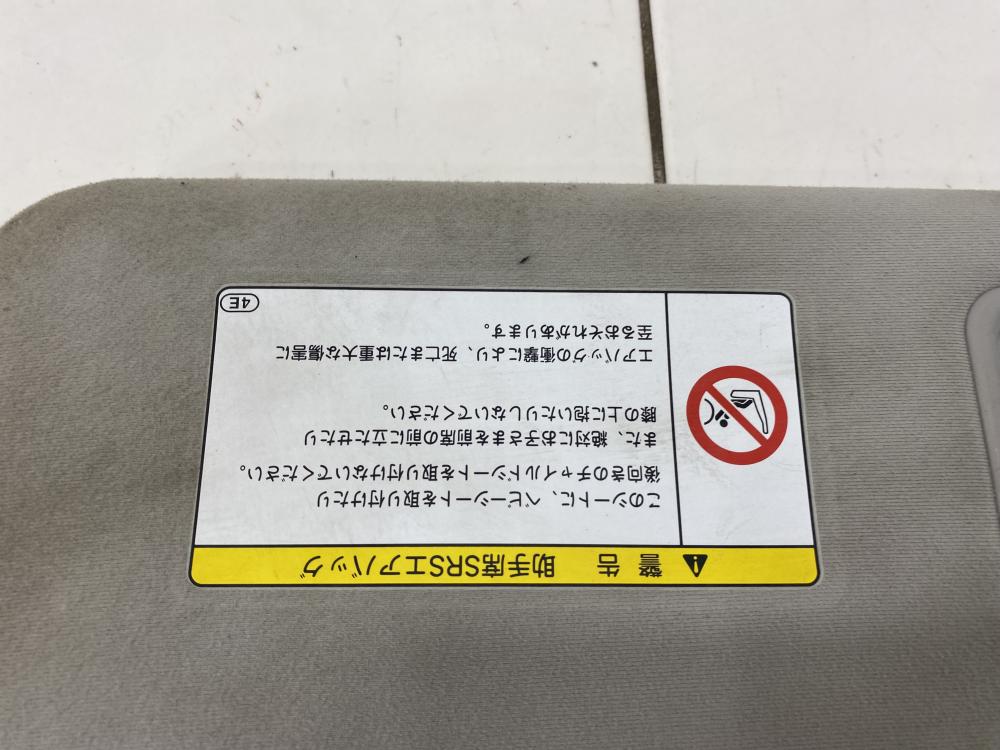 警告 助手席SRSエアバッグ
このシートに、ベビーシートを取り付けたり
後向きのチャイルドシートを取り付けないでください。
また、絶対にお子さまを前席の前に立たせたり
膝の上に抱いたりしないでください。
エアバッグの衝撃により、死亡または重大な傷害に
至るおそれがあります。
4E